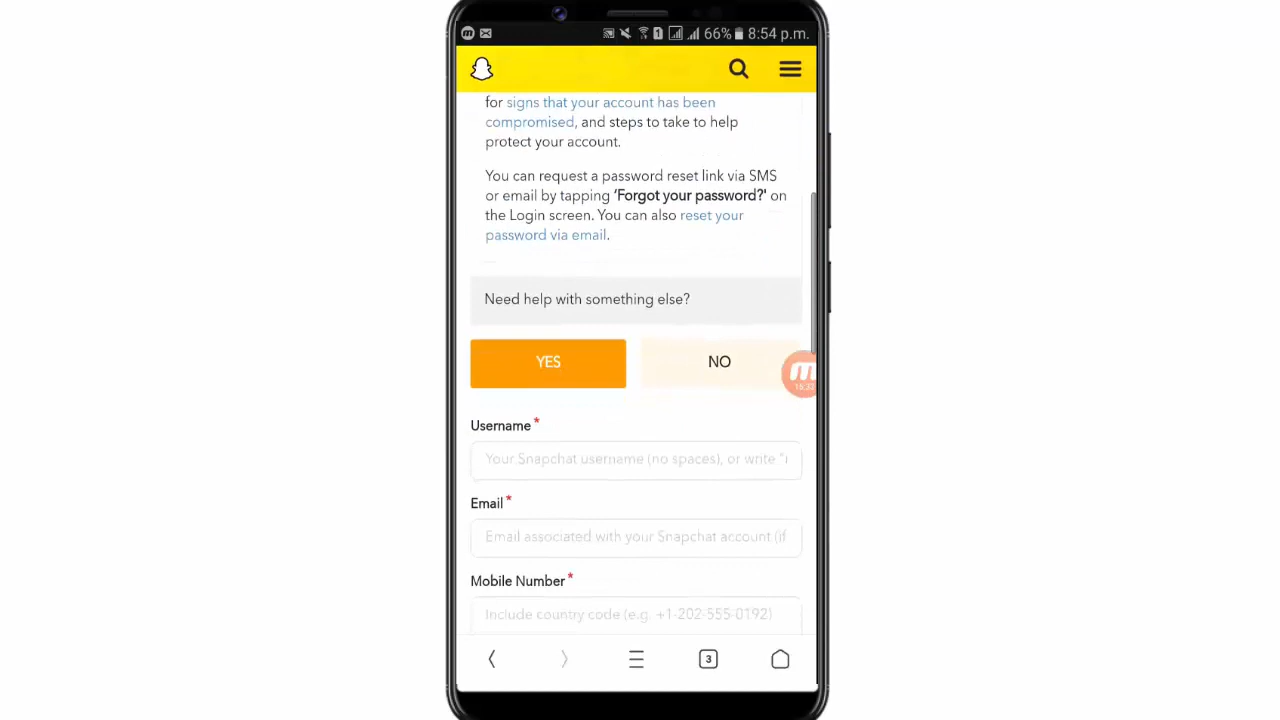 66% 8:54 p.m.
for signs that your account has been
compromised, and steps to take to help
protect your account.
You can request a password reset link via SMS
or email by tapping ‘Forgot your password?' on
the Login screen. You can also reset your
password via email.
Need help with something else?
YES
NO
Username *
Your Snapchat username (no spaces), or write "
Email *
Email associated with your Snapchat account (if
Mobile Number *
Include country code (e.g. +1-202-555-0192)
3